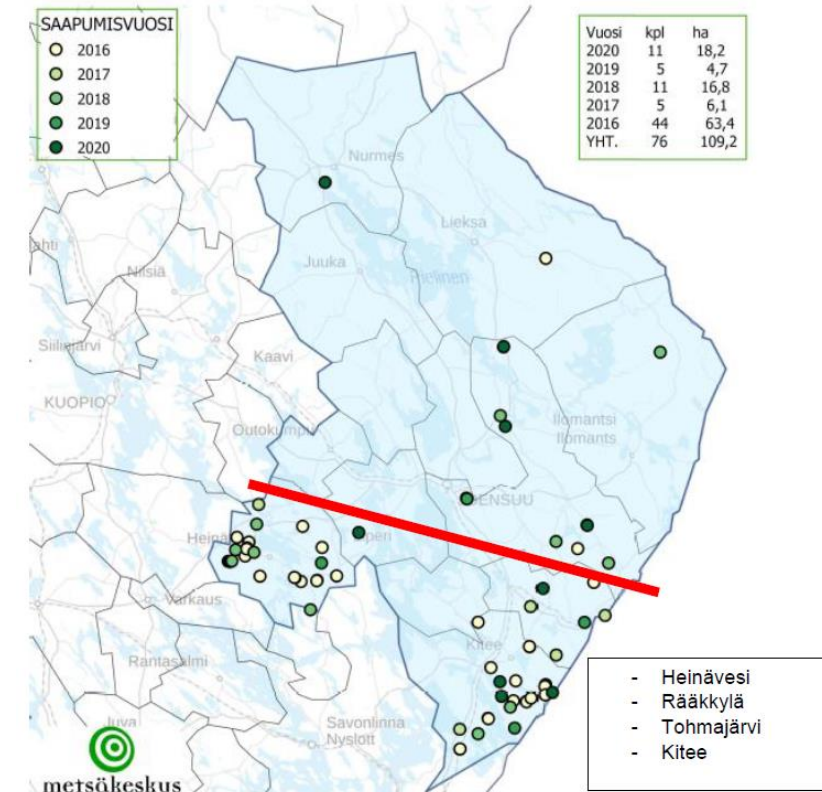 SAAPUMISVUOSI
2016
2017
2018
2019
2020
Vuosi kpl ha
2020 11 18,2
2019 5 4,7
2018 11 16,8
2017 5 6,1
2016 44 63,4
YHT. 76 109,2
Nurmes
Lieksa
Juuka
Pielinen
Nilsiä
Siilinjärvi
Kaavi
KUOPIO
Outokumpu
Ilomantsi
Ilomants
Varkaus
Rantasalmi
Kitee
Juva
Savonlinna
Nyslott
- Heinävesi
- Rääkkylä
- Tohmajärvi
- Kitee
metsäkeskus